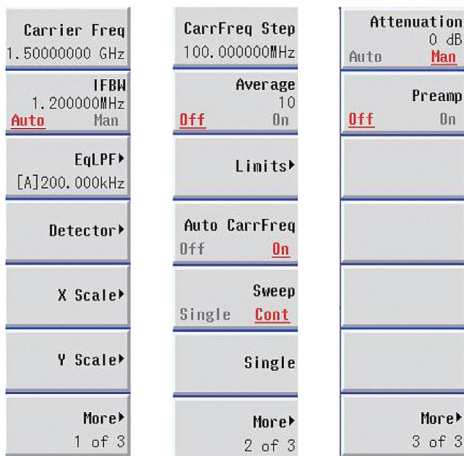 Carrier Freq
1.50000000 GHz
IFBW
1.200000MHz
Auto Man
EqLPF
[A]200.000kHz
Detector
X Scale
Y Scale
More
1 of 3
CarrFreq Step
100.000000MHz
Average
10
Off On
Limits
Auto CarrFreq
Off On
Sweep
Single Cont
Single
More
2 of 3
Attenuation
0 dB
Auto Man
Preamp
Off On
More
3 of 3